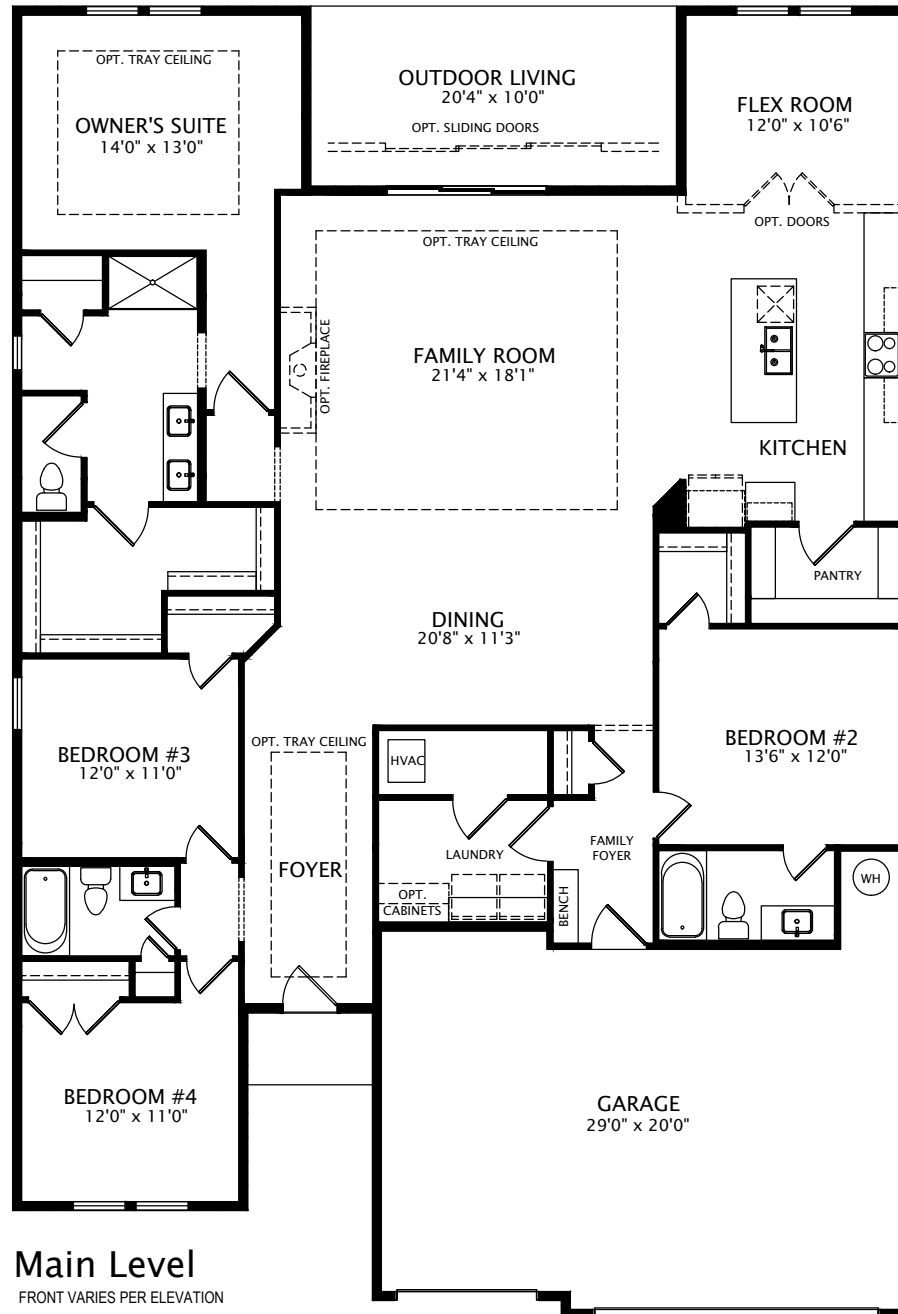 OPT. TRAY CEILING
OWNER'S SUITE
14'0" x 13'0"
OUTDOOR LIVING
20'4" x 10'0"
OPT. SLIDING DOORS
FLEX ROOM
12'0" x 10'6"
OPT. DOORS
OPT. TRAY CEILING
OPT. FIREPLACE
FAMILY ROOM
21'4" x 18'1"
KITCHEN
PANTRY
DINING
20'8" x 11'3"
BEDROOM #3
12'0" x 11'0"
OPT. TRAY CEILING
FOYER
HVAC
LAUNDRY
OPT.
CABINETS
BENCH
FAMILY
FOYER
BEDROOM #2
13'6" x 12'0"
WH
BEDROOM #4
12'0" x 11'0"
GARAGE
29'0" x 20'0"
Main Level
FRONT VARIES PER ELEVATION